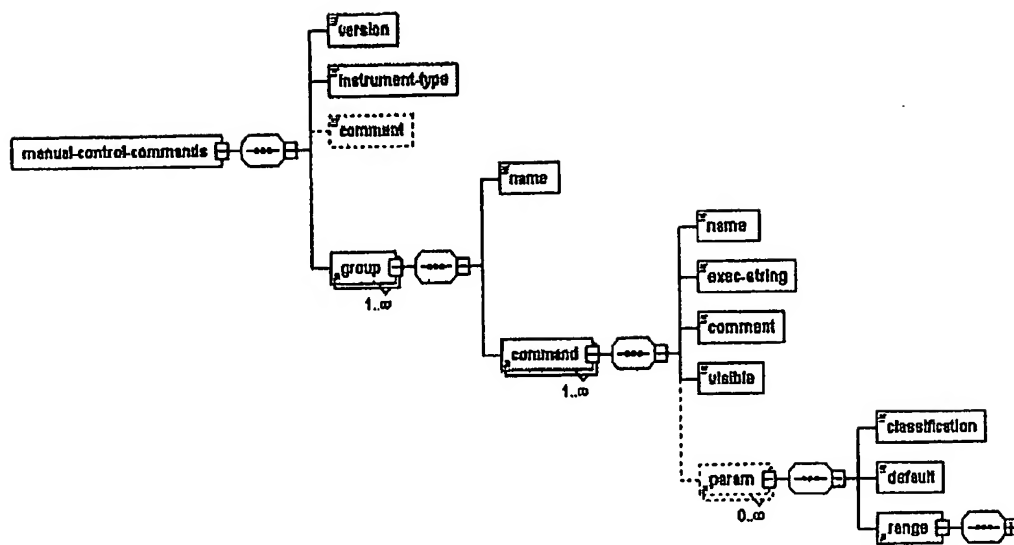 version
instrument-type
comment
manual-control-commands
name
group
1..∞
name
exec-string
command
comment
1..∞
visible
classification
param
default
0..∞
range